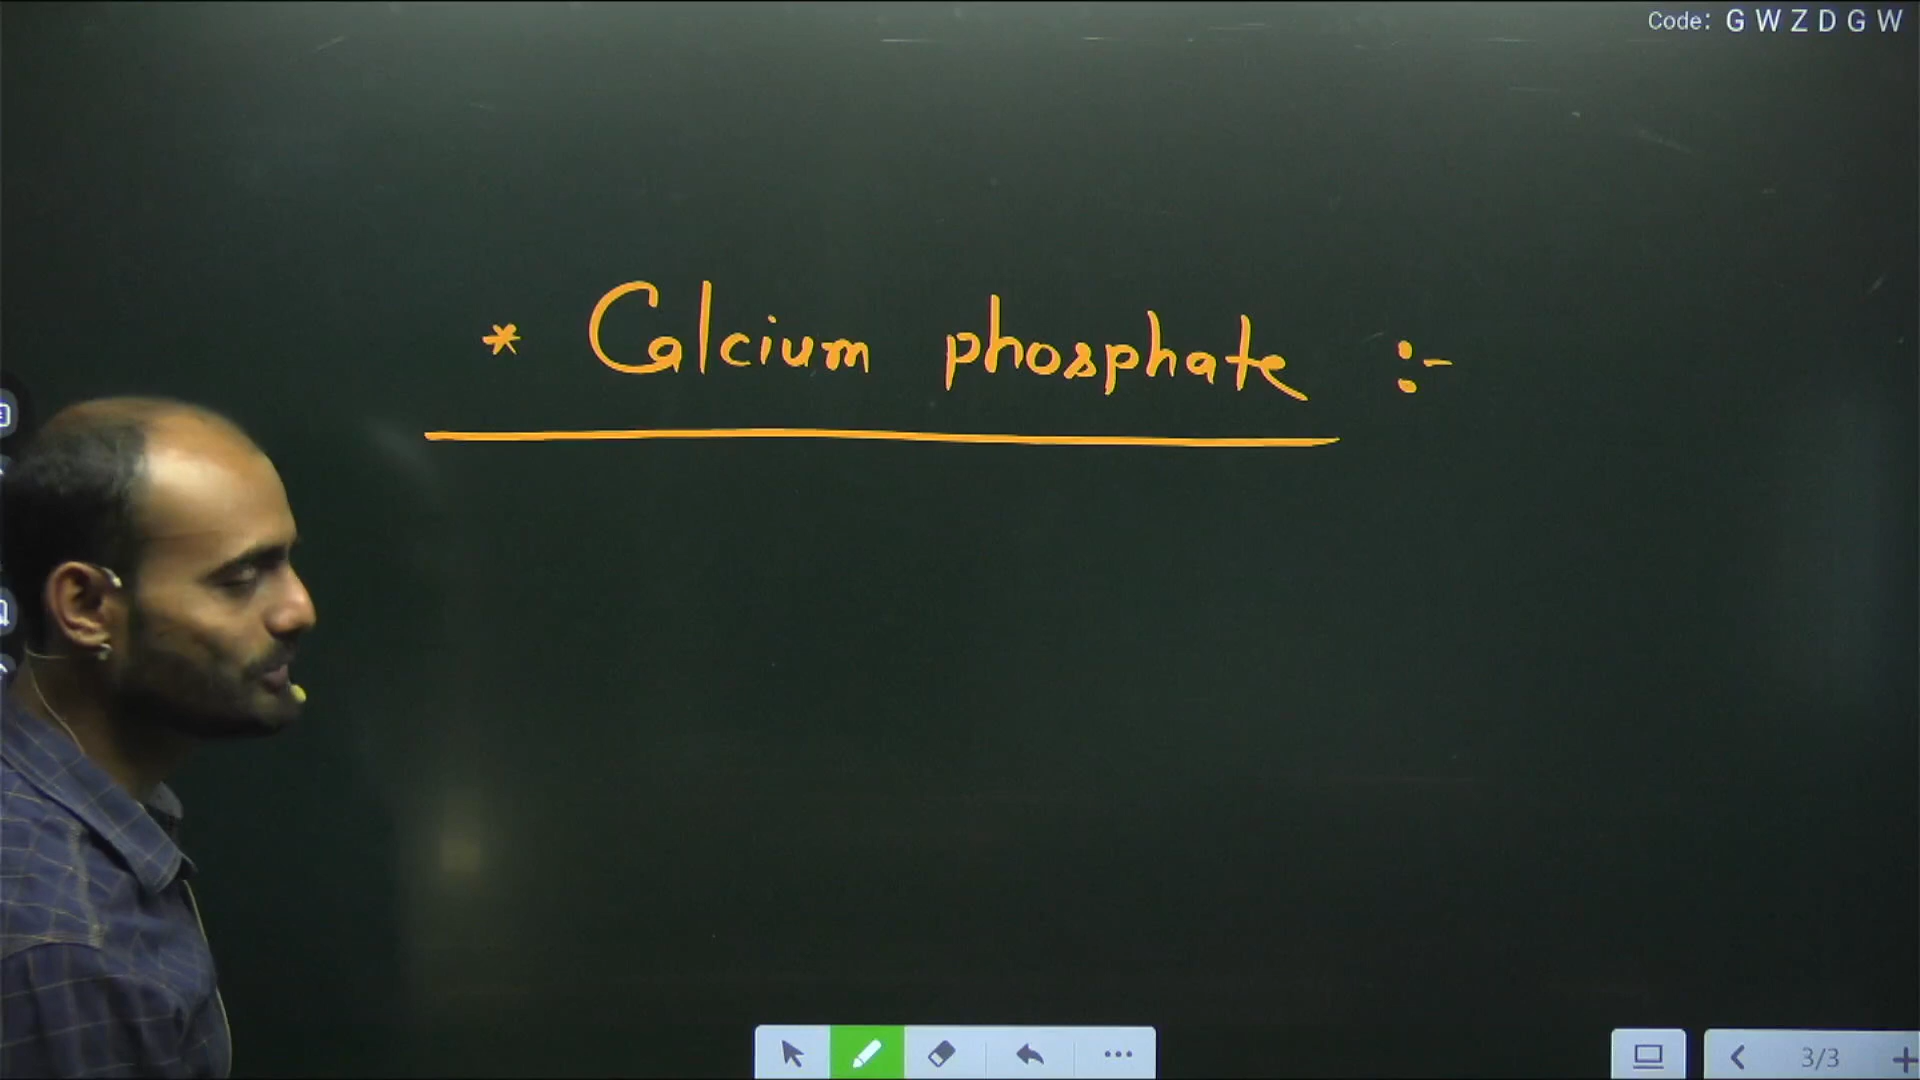 Code: G W Z D G W
* Calcium phosphate :-
3/3